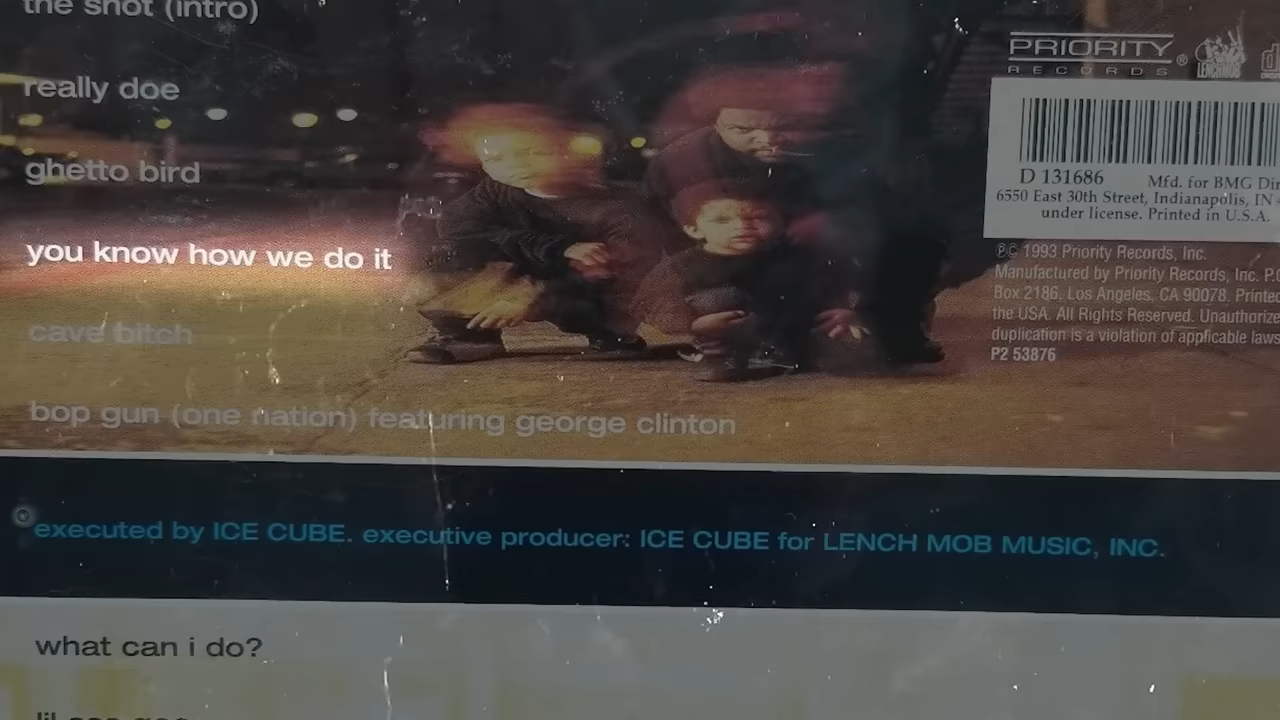 the shot (intro)
really doe
ghetto bird
you know how we do it
cave bitch
bop gun (one nation) featuring george clinton
PRIORITY®
RECORDS
LENCH MOB
D 131686 Mfd. for BMG
6550 East 30th Street, Indianapolis, IN
under license. Printed in U.S.A.
℗© 1993 Priority Records, Inc.
Manufactured by Priority Records, Inc.
Box 2186, Los Angeles, CA 90078.
the USA. All Rights Reserved.
duplication is a violation of applicable laws
P2 53876
executed by ICE CUBE. executive producer: ICE CUBE for LENCH MOB MUSIC, INC.
what can i do?